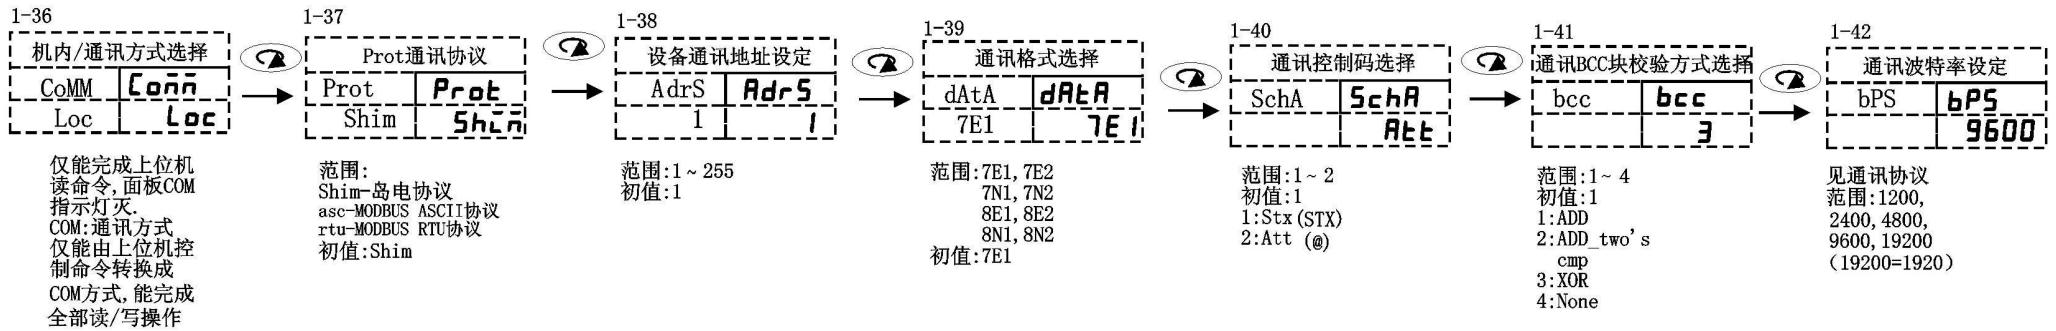 1-36
机内/通讯方式选择
CoMM Comm
Loc Loc
仅能完成上位机
读命令,面板COM
指示灯灭.
COM:通讯方式
仅能由上位机控
制命令转换成
COM方式,能完成
全部读/写操作
1-37
Prot通讯协议
Prot Prot
Shim Shim
范围:
Shim-岛电协议
asc-MODBUS ASCII协议
rtu-MODBUS RTU协议
初值:Shim
1-38
设备通讯地址设定
AdrS AdrS
1 1
范围:1~255
初值:1
1-39
通讯格式选择
dAtA dAtA
7E1 7E1
范围:7E1,7E2
7N1,7N2
8E1,8E2
8N1,8N2
初值:7E1
1-40
通讯控制码选择
SchA SchA
Att
范围:1~2
初值:1
1:Stx(STX)
2:Att (@)
1-41
通讯BCC块校验方式选择
bcc bcc
3
范围:1~4
初值:1
1:ADD
2:ADD_two's
cmp
3:XOR
4:None
1-42
通讯波特率设定
bPS bPS
9600
见通讯协议
范围:1200,
2400,4800,
9600,19200
(19200=1920)